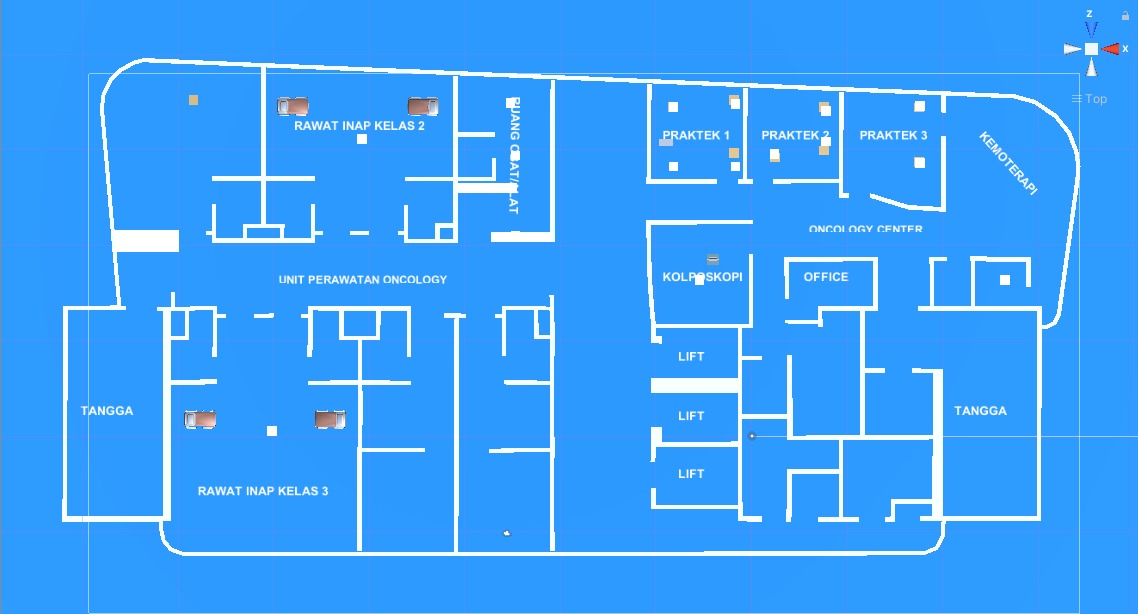 Z
X
Top
RAWAT INAP KELAS 2
RUANG OBAT/ALAT
PRAKTEK 1
PRAKTEK 2
PRAKTEK 3
KEMOTERAPI
ONCOLOGY CENTER
UNIT PERAWATAN ONCOLOGY
KOLPOSKOPI
OFFICE
LIFT
TANGGA
LIFT
TANGGA
LIFT
RAWAT INAP KELAS 3